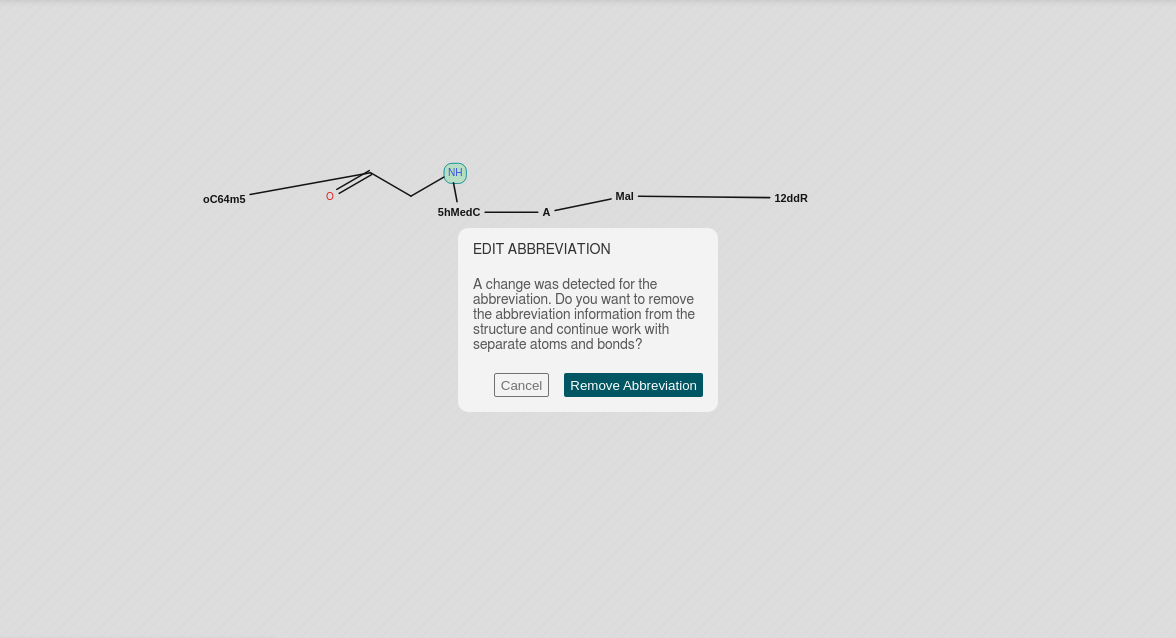 NH
oC64m5
O
5hMedC
A
Mal
12ddR
EDIT ABBREVIATION
A change was detected for the
abbreviation. Do you want to remove
the abbreviation information from the
structure and continue work with
separate atoms and bonds?
Cancel
Remove Abbreviation